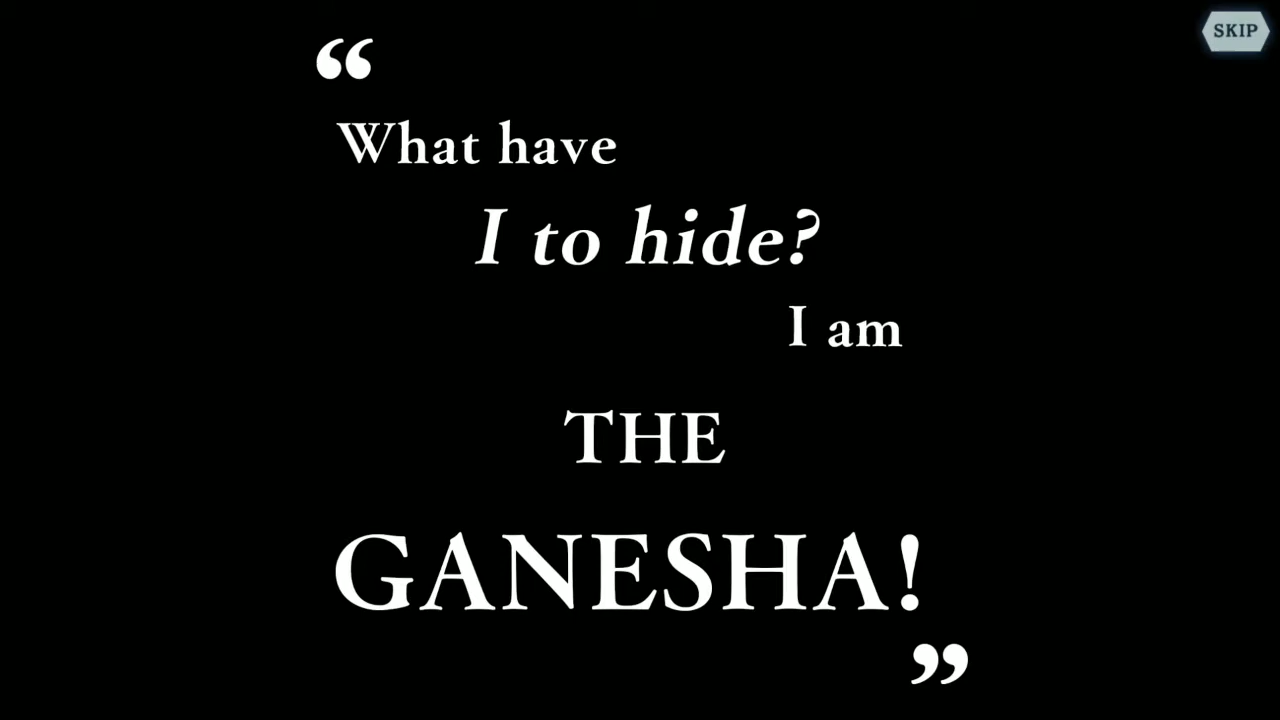 SKIP
“
What have
I to hide?
I am
THE
GANESHA!
”